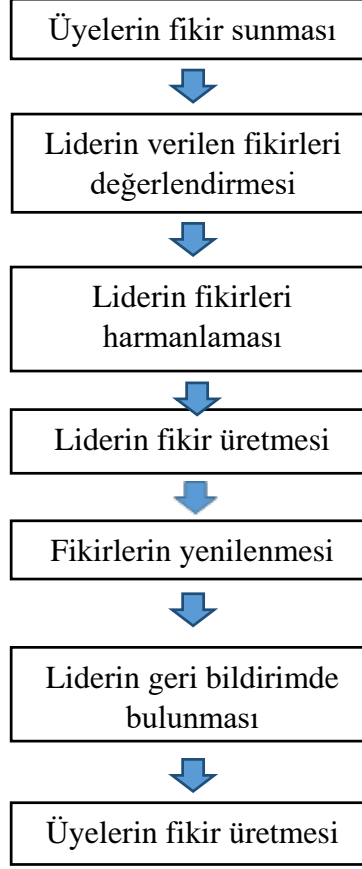 Üyelerin fikir sunması
Liderin verilen fikirleri
değerlendirmesi
Liderin fikirleri
harmanlaması
Liderin fikir üretmesi
Fikirlerin yenilenmesi
Liderin geri bildirimde
bulunması
Üyelerin fikir üretmesi